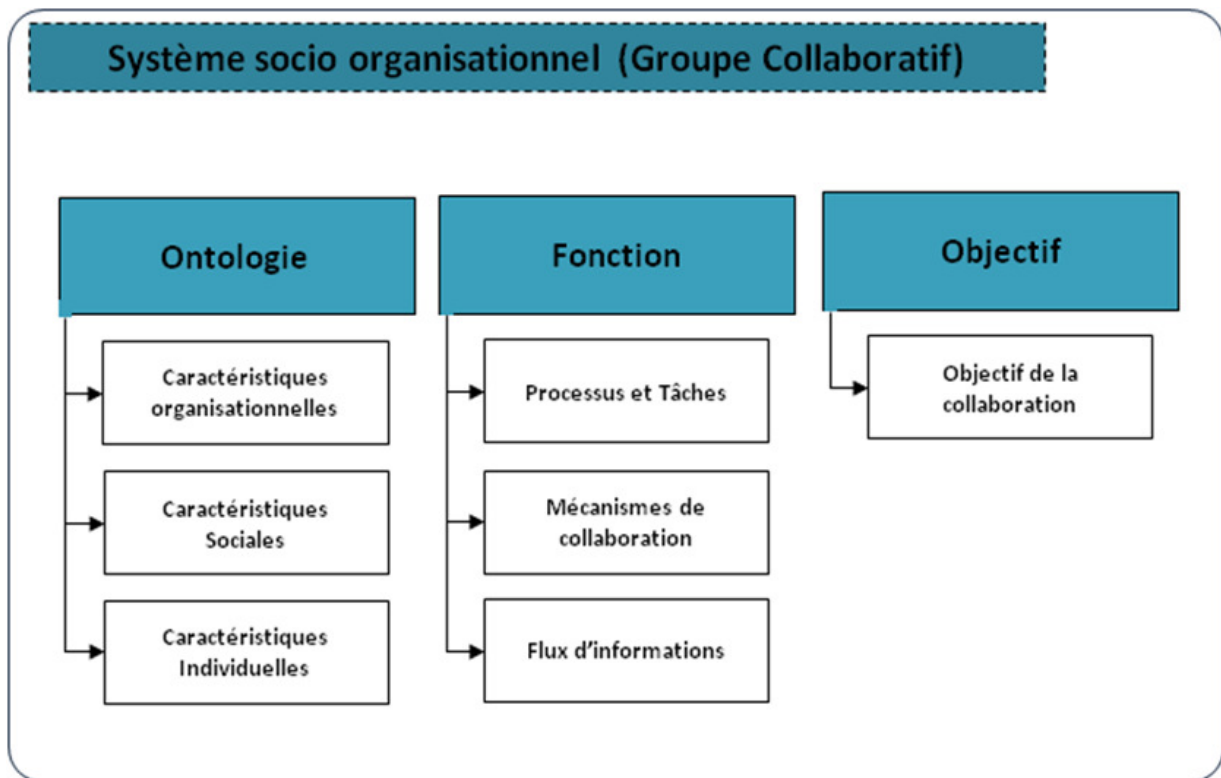 Système socio organisationnel (Groupe Collaboratif)
Ontologie
Caractéristiques
organisationnelles
Caractéristiques
Sociales
Caractéristiques
Individuelles
Fonction
Processus et Tâches
Mécanismes de
collaboration
Flux d'informations
Objectif
Objectif de la
collaboration